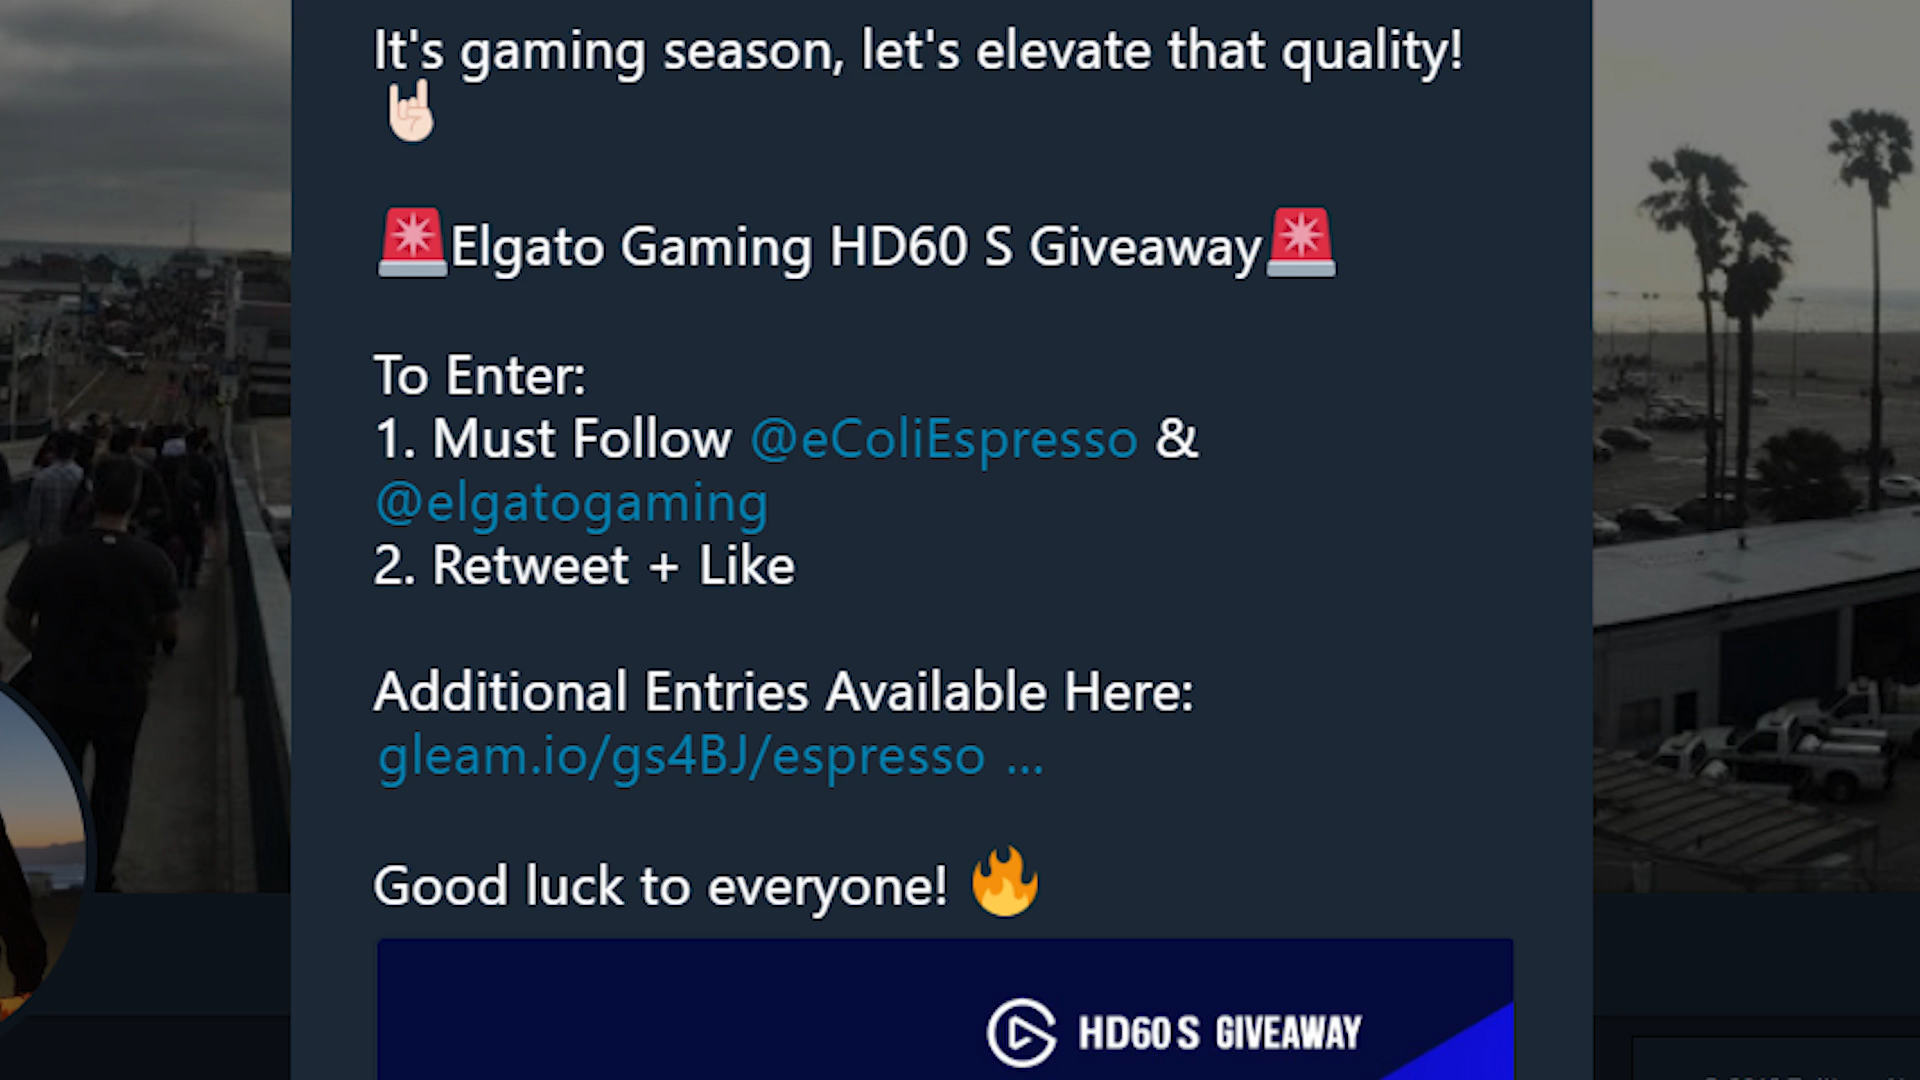 It's gaming season, let's elevate that quality!
🤘🏻
🚨Elgato Gaming HD60 S Giveaway🚨
To Enter:
1. Must Follow @eColiEspresso &
@elgatogaming
2. Retweet + Like
Additional Entries Available Here:
gleam.io/gs4BJ/espresso …
Good luck to everyone! 🔥
HD60 S GIVEAWAY